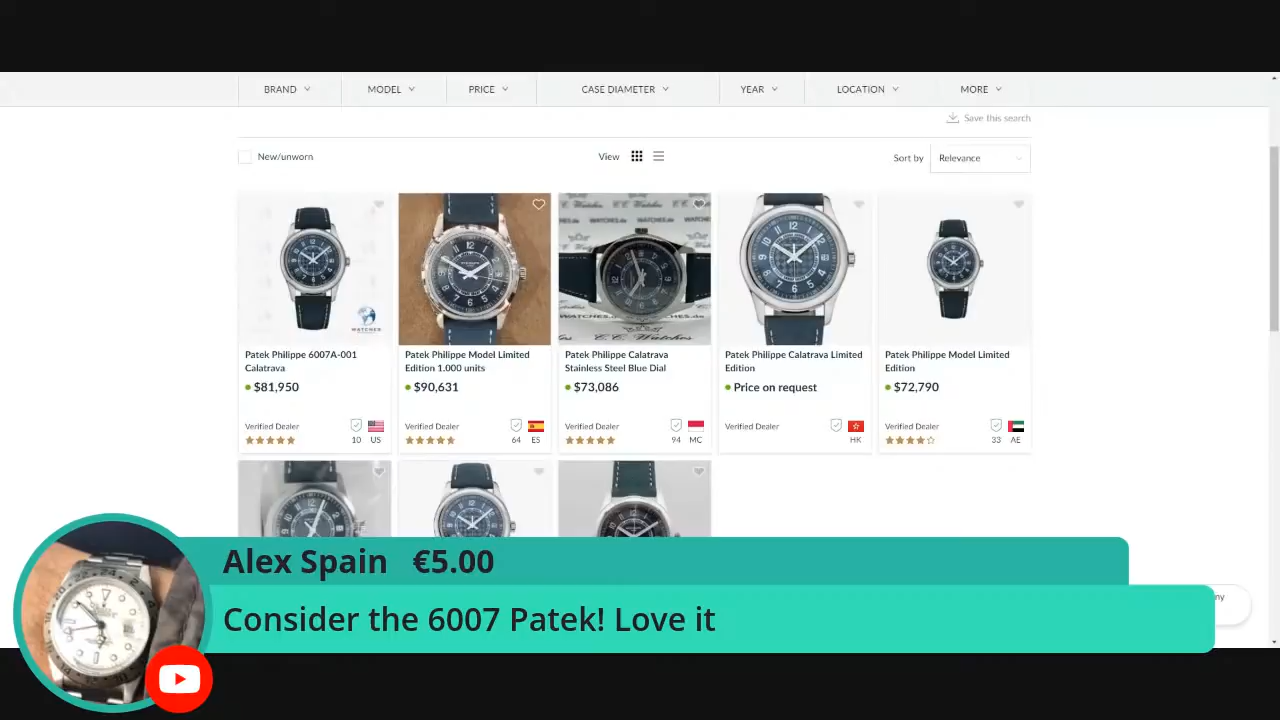 BRAND MODEL PRICE CASE DIAMETER YEAR LOCATION MORE
Save this search
New/unworn View Sort by Relevance
WATCHES
C.C. Watches
Patek Philippe 6007A-001
Calatrava
$81,950
Verified Dealer
10 US
Patek Philippe Model Limited
Edition 1.000 units
$90,631
Verified Dealer
64 ES
Patek Philippe Calatrava
Stainless Steel Blue Dial
$73,086
Verified Dealer
94 MC
Patek Philippe Calatrava Limited
Edition
Price on request
Verified Dealer
HK
Patek Philippe Model Limited
Edition
$72,790
Verified Dealer
33 AE
ny
Alex Spain €5.00
Consider the 6007 Patek! Love it